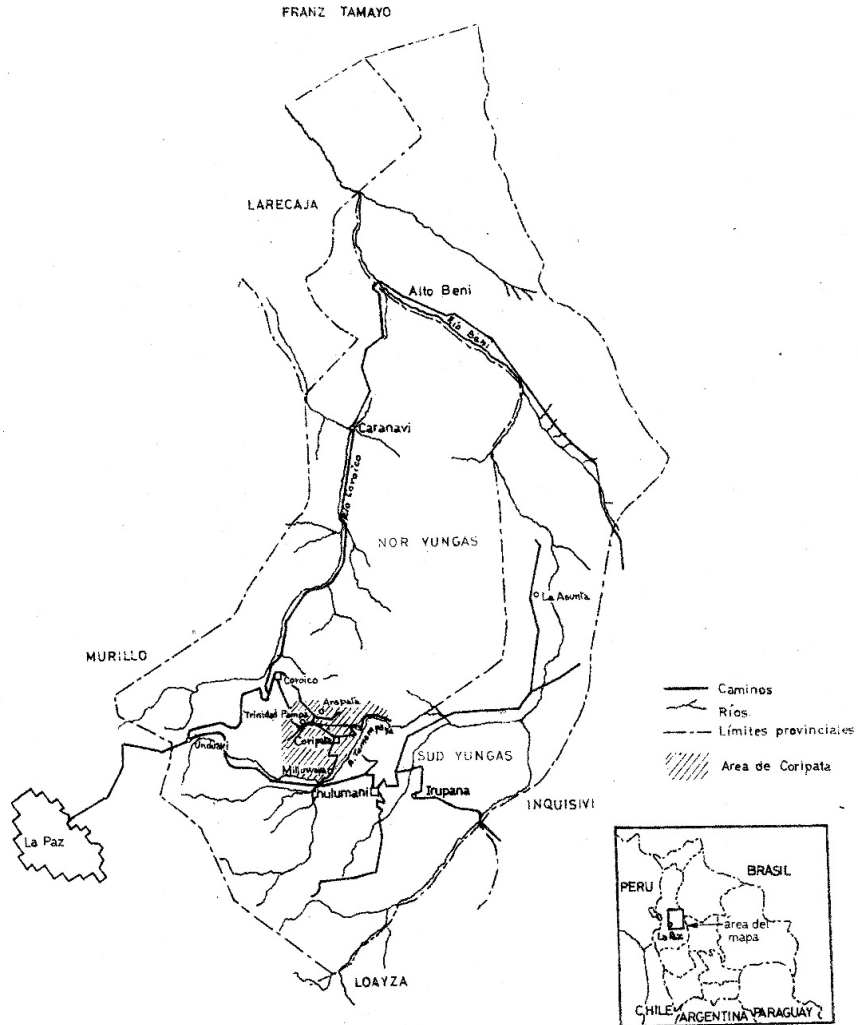 FRANZ TAMAYO
LARECAJA
Alto Beni
Río Beni
Caranavi
Río Coroico
NOR YUNGAS
La Asunta
MURILLO
Coroico
Arapata
Trinidad Pampa
Coripata
R. Tamampaya
Unduavi
Milluwaya
SUD YUNGAS
Chulumani
Irupana
INQUISIVI
La Paz
LOAYZA
Caminos
Ríos
Límites provinciales
Area de Coripata
BRASIL
PERU
área del
mapa
La Paz
CHILE
ARGENTINA
PARAGUAY